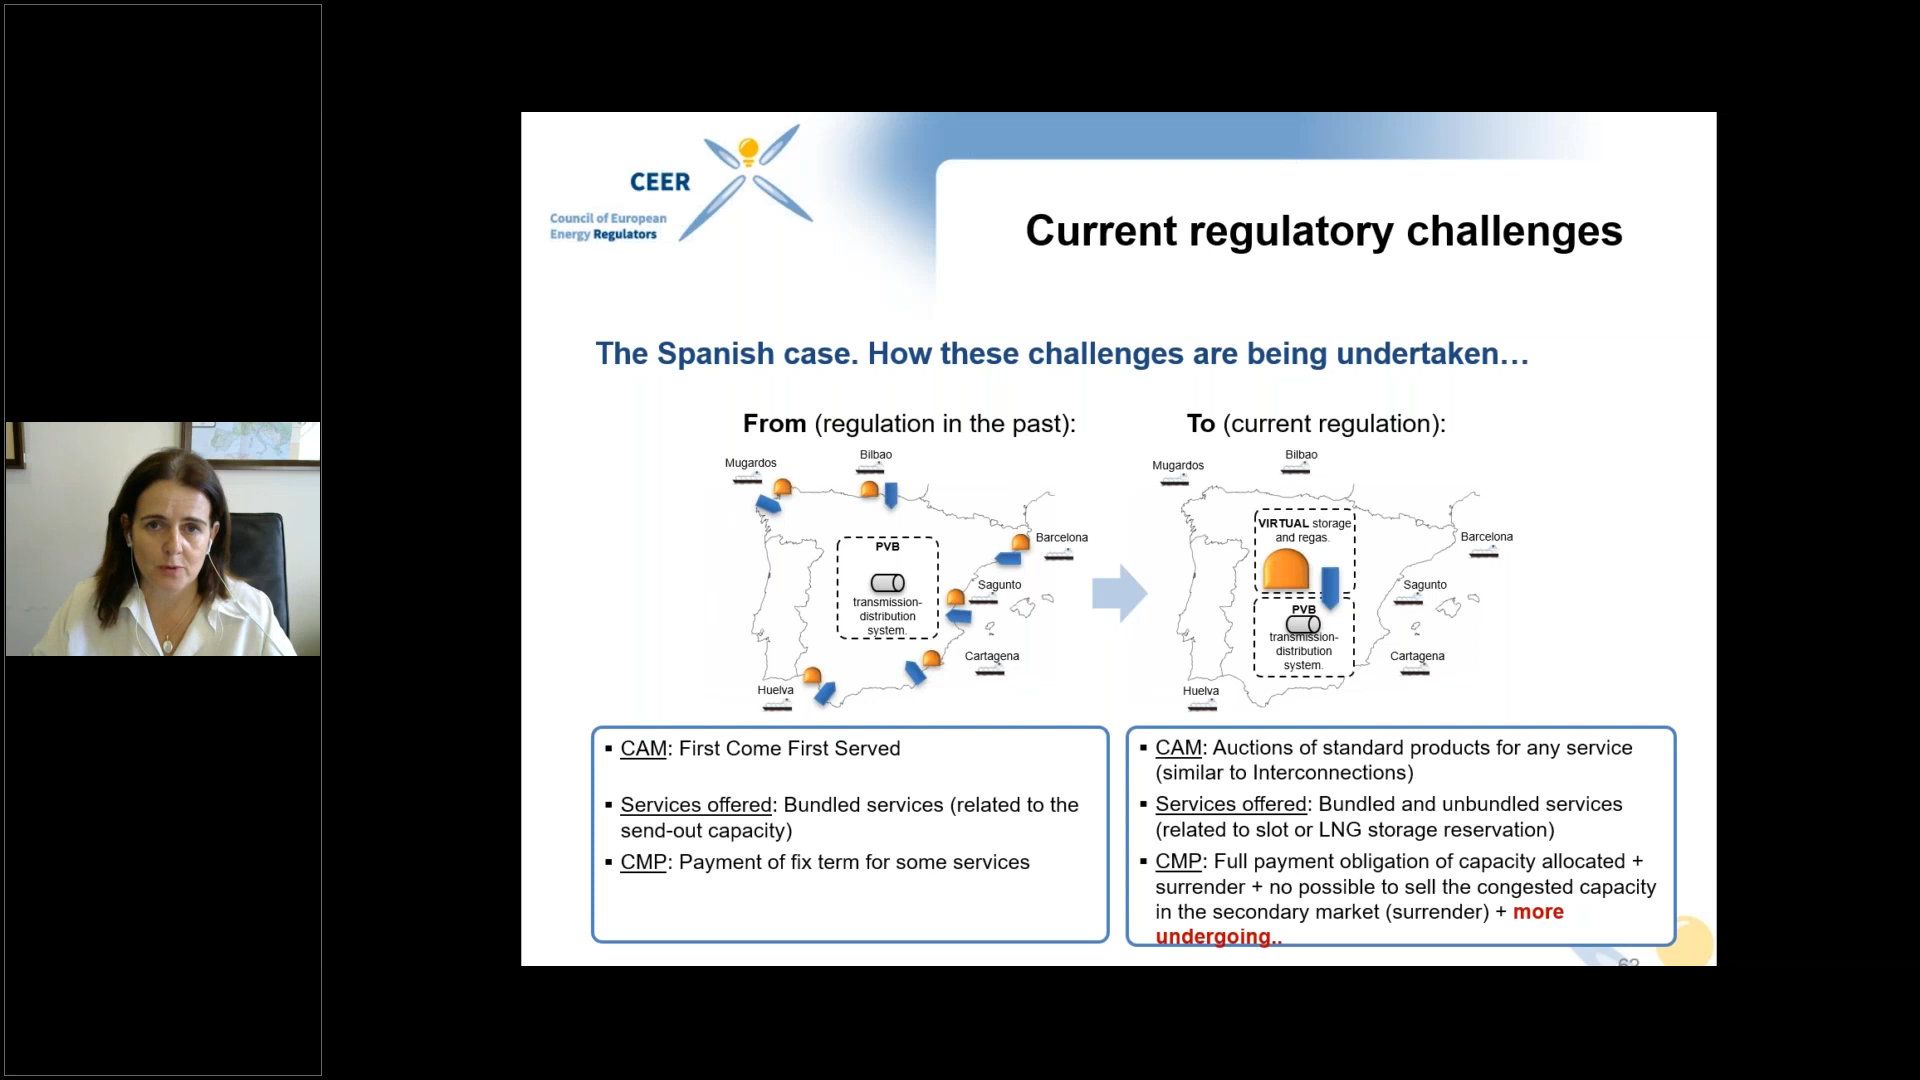 CEER
Council of European
Energy Regulators
Current regulatory challenges
The Spanish case. How these challenges are being undertaken…
From (regulation in the past):
Mugardos
Bilbao
PVB
transmission-
distribution
system.
Barcelona
Sagunto
Cartagena
Huelva
To (current regulation):
Mugardos
Bilbao
VIRTUAL storage
and regas.
PVB
transmission-
distribution
system.
Barcelona
Sagunto
Cartagena
Huelva
▪ CAM: First Come First Served
▪ Services offered: Bundled services (related to the
send-out capacity)
▪ CMP: Payment of fix term for some services
▪ CAM: Auctions of standard products for any service
(similar to Interconnections)
▪ Services offered: Bundled and unbundled services
(related to slot or LNG storage reservation)
▪ CMP: Full payment obligation of capacity allocated +
surrender + no possible to sell the congested capacity
in the secondary market (surrender) + more
undergoing..